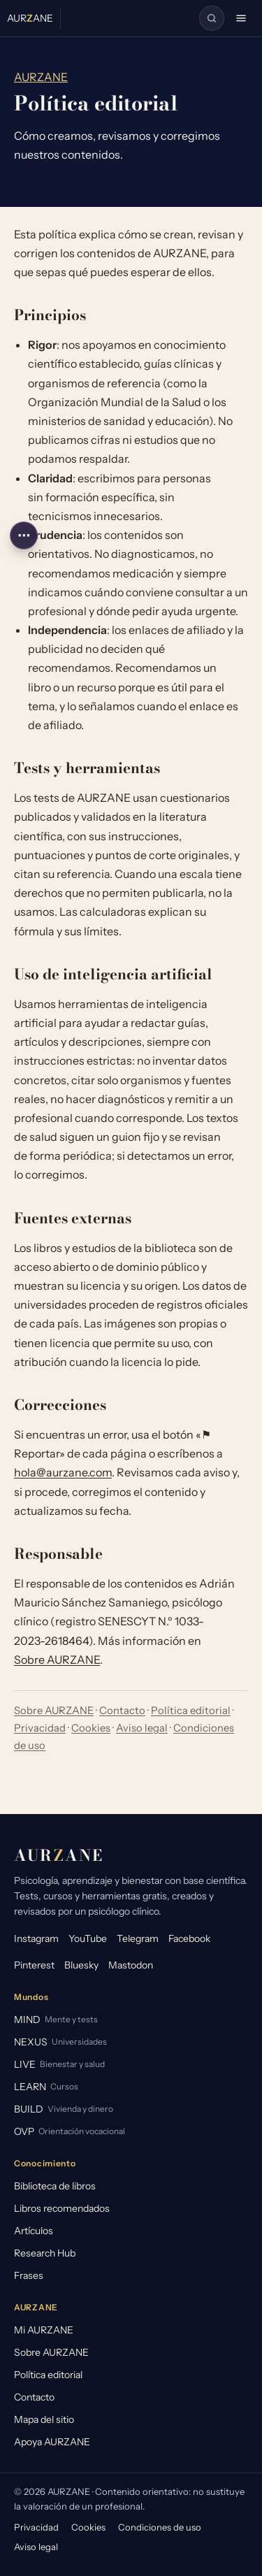 AURZANE
AURZANE
Política editorial
Cómo creamos, revisamos y corregimos
nuestros contenidos.
Esta política explica cómo se crean, revisan y
corrigen los contenidos de AURZANE, para
que sepas qué puedes esperar de ellos.
Principios
• Rigor: nos apoyamos en conocimiento
científico establecido, guías clínicas y
organismos de referencia (como la
Organización Mundial de la Salud o los
ministerios de sanidad y educación). No
publicamos cifras ni estudios que no
podamos respaldar.
• Claridad: escribimos para personas
sin formación específica, sin
tecnicismos innecesarios.
rudencia: los contenidos son
orientativos. No diagnosticamos, no
recomendamos medicación y siempre
indicamos cuándo conviene consultar a un
profesional y dónde pedir ayuda urgente.
• Independencia: los enlaces de afiliado y la
publicidad no deciden qué
recomendamos. Recomendamos un
libro o un recurso porque es útil para el
tema, y lo señalamos cuando el enlace es
de afiliado.
Tests y herramientas
Los tests de AURZANE usan cuestionarios
publicados y validados en la literatura
científica, con sus instrucciones,
puntuaciones y puntos de corte originales, y
citan su referencia. Cuando una escala tiene
derechos que no permiten publicarla, no la
usamos. Las calculadoras explican su
fórmula y sus límites.
Uso de inteligencia artificial
Usamos herramientas de inteligencia
artificial para ayudar a redactar guías,
artículos y descripciones, siempre con
instrucciones estrictas: no inventar datos
concretos, citar solo organismos y fuentes
reales, no hacer diagnósticos y remitir a un
profesional cuando corresponde. Los textos
de salud siguen un guion fijo y se revisan
de forma periódica; si detectamos un error,
lo corregimos.
Fuentes externas
Los libros y estudios de la biblioteca son de
acceso abierto o de dominio público y
muestran su licencia y su origen. Los datos de
universidades proceden de registros oficiales
de cada país. Las imágenes son propias o
tienen licencia que permite su uso, con
atribución cuando la licencia lo pide.
Correcciones
Si encuentras un error, usa el botón «⚑
Reportar» de cada página o escríbenos a
hola@aurzane.com. Revisamos cada aviso y,
si procede, corregimos el contenido y
actualizamos su fecha.
Responsable
El responsable de los contenidos es Adrián
Mauricio Sánchez Samaniego, psicólogo
clínico (registro SENESCYT N.º 1033-
2023-2618464). Más información en
Sobre AURZANE.
Sobre AURZANE · Contacto · Política editorial ·
Privacidad · Cookies · Aviso legal · Condiciones
de uso
AURZANE
Psicología, aprendizaje y bienestar con base científica.
Tests, cursos y herramientas gratis, creados y
revisados por un psicólogo clínico.
Instagram YouTube Telegram Facebook
Pinterest Bluesky Mastodon
Mundos
MIND Mente y tests
NEXUS Universidades
LIVE Bienestar y salud
LEARN Cursos
BUILD Vivienda y dinero
OVP Orientación vocacional
Conocimiento
Biblioteca de libros
Libros recomendados
Artículos
Research Hub
Frases
AURZANE
Mi AURZANE
Sobre AURZANE
Política editorial
Contacto
Mapa del sitio
Apoya AURZANE
© 2026 AURZANE · Contenido orientativo: no sustituye
la valoración de un profesional.
Privacidad Cookies Condiciones de uso
Aviso legal